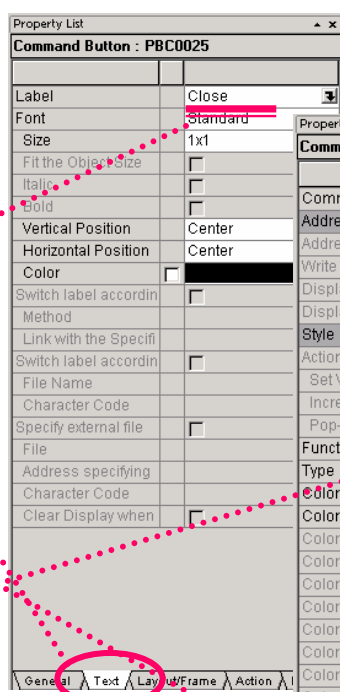 Property List
Command Button : PBC0025
Label Close
Font Standard
Size 1x1
Fit the Object Size
Italic
Bold
Vertical Position Center
Horizontal Position Center
Color
Switch label accordin
Method
Link with the Specifi
Switch label accordin
File Name
Character Code
Specify external file
File
Address specifying
Character Code
Clear Display when
General Text Layout/Frame Action
Proper
Comm
Comm
Addre
Addre
Write
Displ
Displ
Style
Action
Set V
Incre
Pop-
Funct
Type
Color
Color
Color
Color
Color
Color
Color
Color
Color